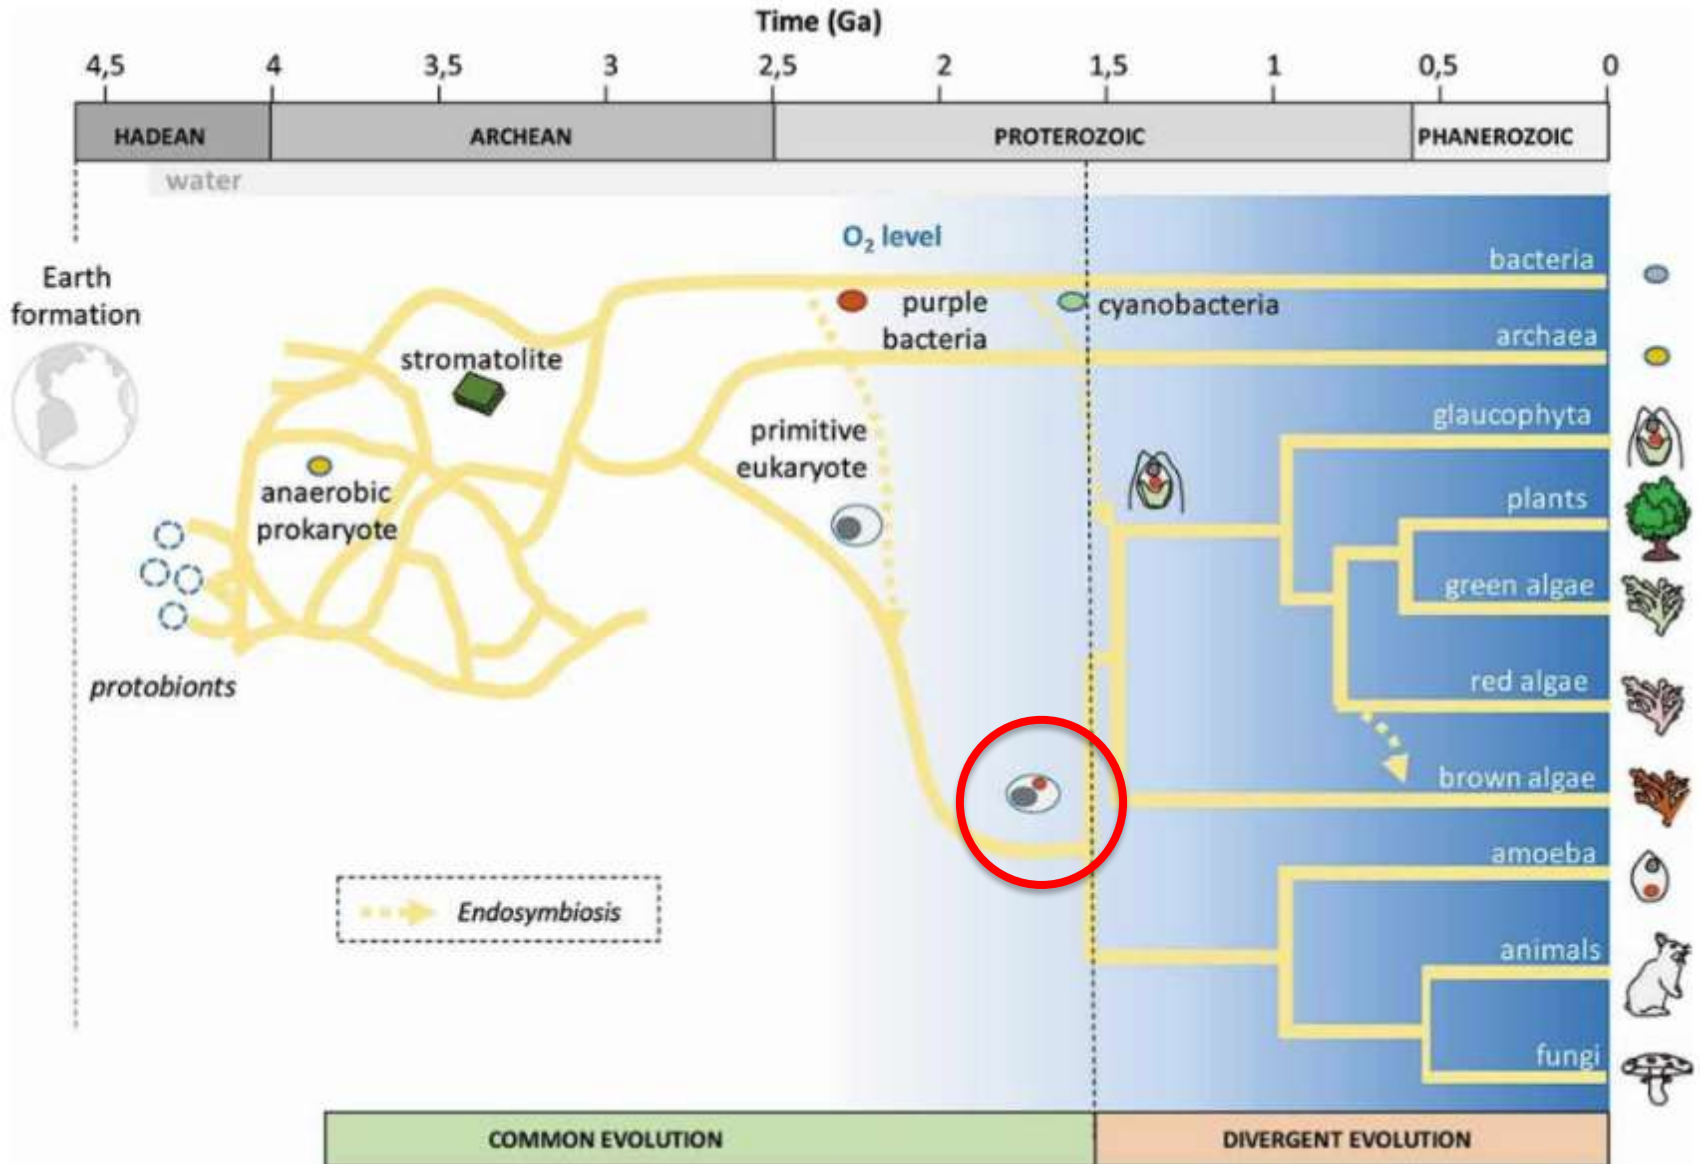 Time (Ga)
4,5 4 3,5 3 2,5 2 1,5 1 0,5 0
HADEAN ARCHEAN PROTEROZOIC PHANEROZOIC
water
O₂ level
Earth
formation
bacteria
purple
bacteria
cyanobacteria
archaea
stromatolite
glaucophyta
primitive
eukaryote
anaerobic
prokaryote
plants
green algae
protobionts
red algae
brown algae
amoeba
Endosymbiosis
animals
fungi
COMMON EVOLUTION DIVERGENT EVOLUTION